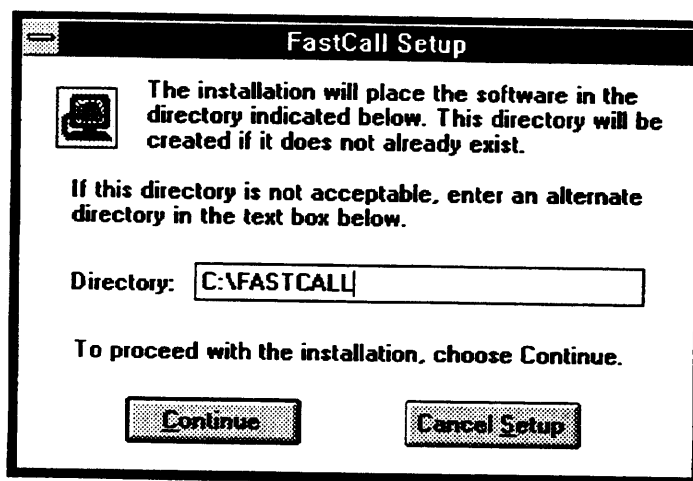 FastCall Setup
The installation will place the software in the
directory indicated below. This directory will be
created if it does not already exist.
If this directory is not acceptable, enter an alternate
directory in the text box below.
Directory: C:\FASTCALL
To proceed with the installation, choose Continue.
Continue
Cancel Setup